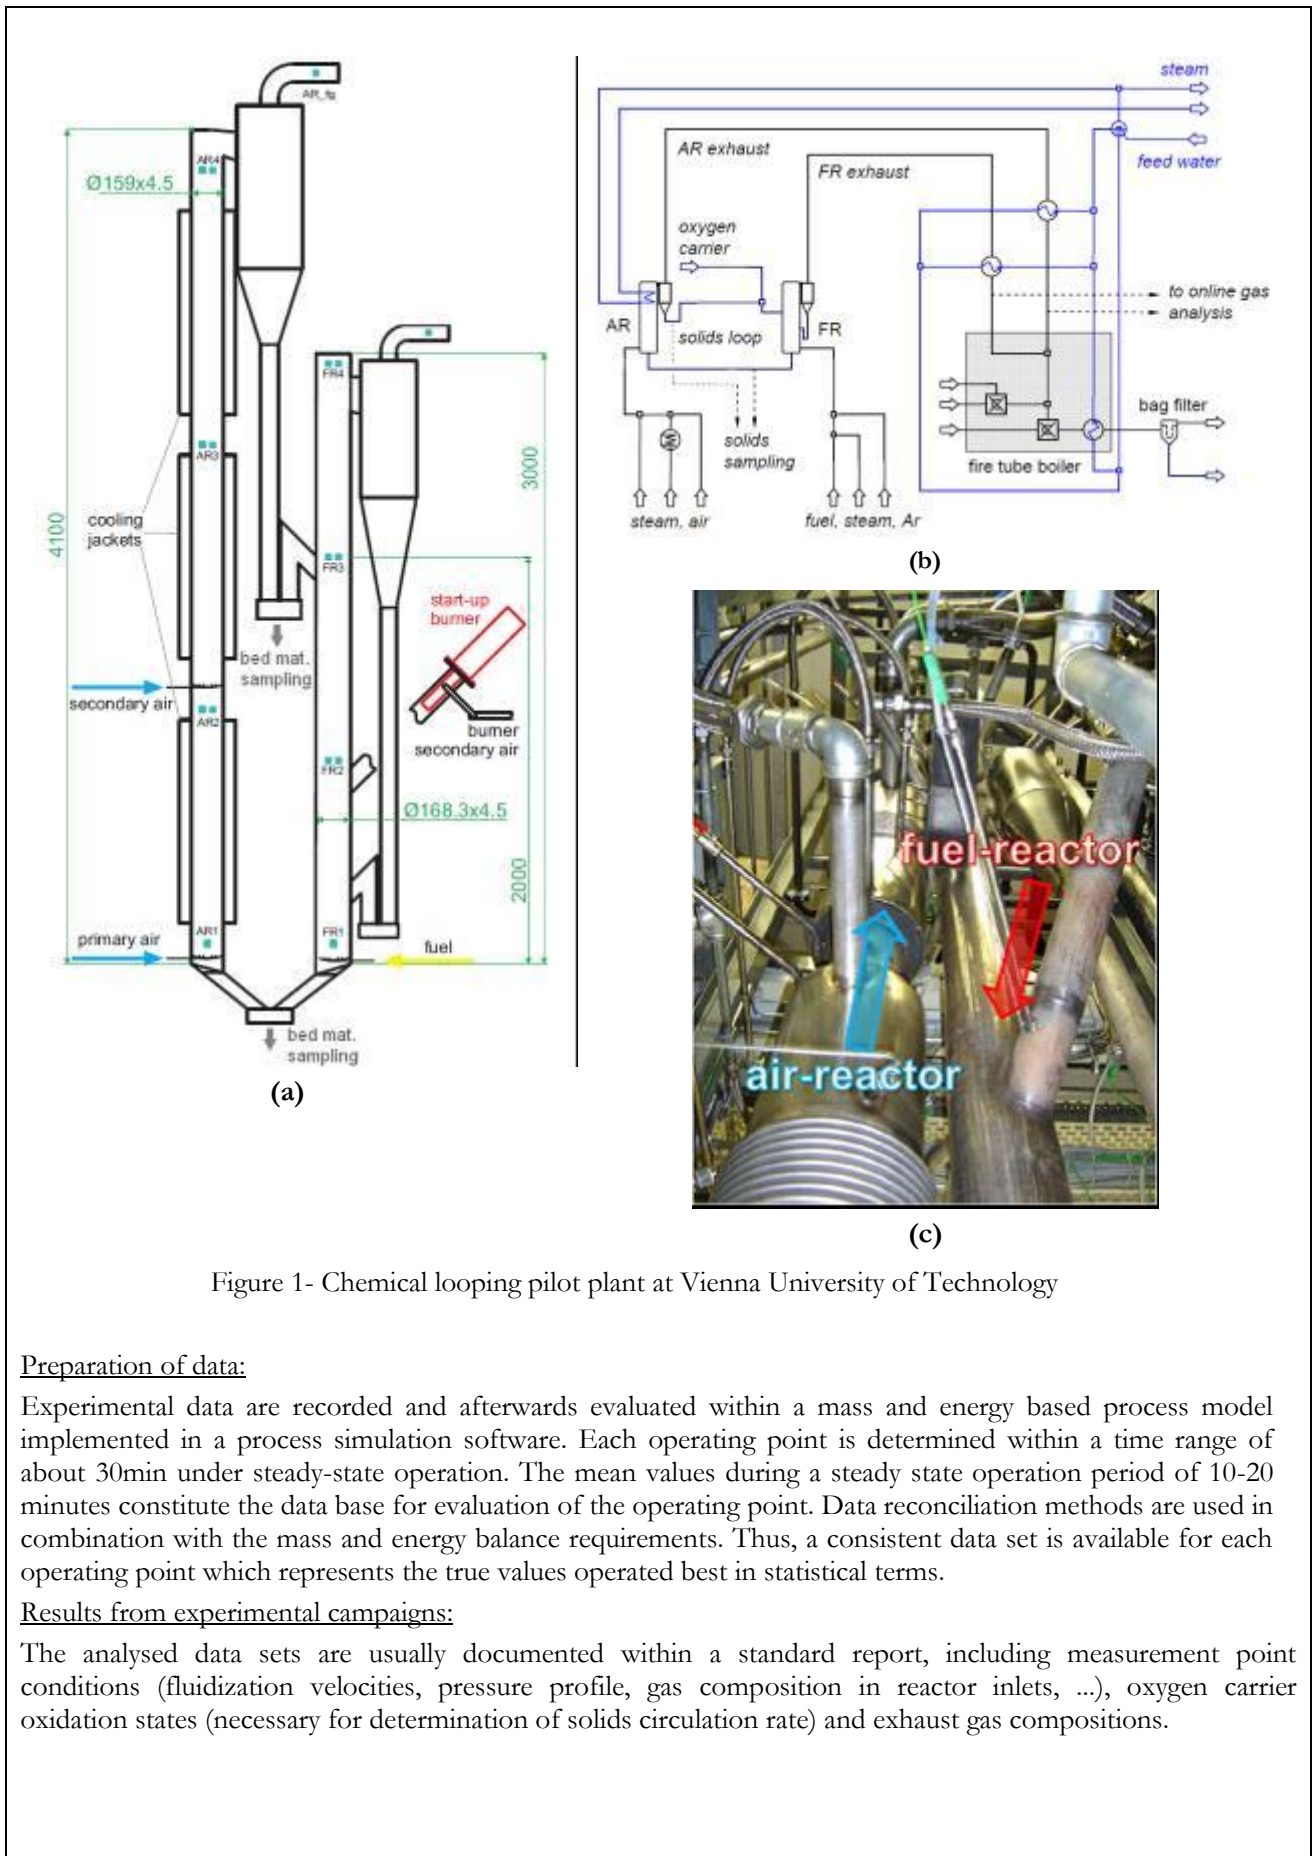 AR_fg
AR4
Ø159x4.5
4100
AR3
cooling
jackets
secondary air
AR2
primary air
AR1
bed mat.
sampling
FR4
FR3
3000
start-up
burner
burner
secondary air
FR2
Ø168.3x4.5
2000
FR1
fuel
bed mat.
sampling
(a)
steam
AR exhaust
FR exhaust
feed water
oxygen
carrier
to online gas
analysis
AR
solids loop
FR
solids
sampling
bag filter
fire tube boiler
steam, air
fuel, steam, Ar
(b)
fuel-reactor
air-reactor
(c)
Figure 1- Chemical looping pilot plant at Vienna University of Technology
Preparation of data:
Experimental data are recorded and afterwards evaluated within a mass and energy based process model
implemented in a process simulation software. Each operating point is determined within a time range of
about 30min under steady-state operation. The mean values during a steady state operation period of 10-20
minutes constitute the data base for evaluation of the operating point. Data reconciliation methods are used in
combination with the mass and energy balance requirements. Thus, a consistent data set is available for each
operating point which represents the true values operated best in statistical terms.
Results from experimental campaigns:
The analysed data sets are usually documented within a standard report, including measurement point
conditions (fluidization velocities, pressure profile, gas composition in reactor inlets, ...), oxygen carrier
oxidation states (necessary for determination of solids circulation rate) and exhaust gas compositions.